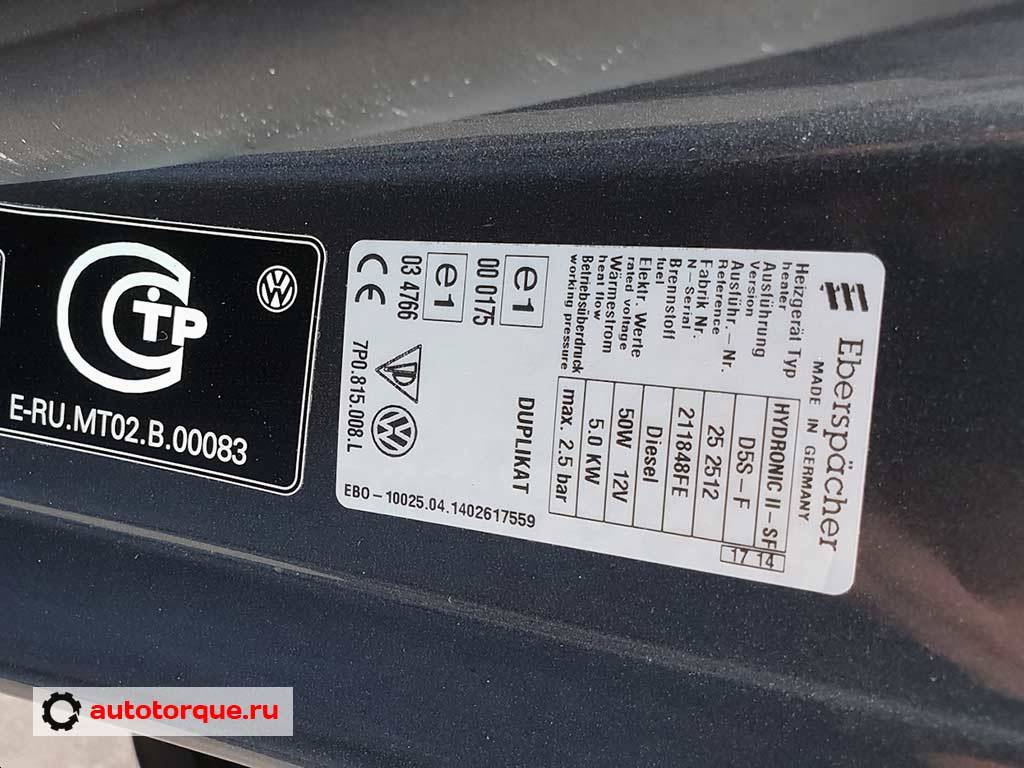 TP
E-RU.MT02.B.00083
Eberspächer
MADE IN GERMANY
Heizgerät Typ
heater
HYDRONIC II-SF
17 14
Ausführung
Version
D5S-F
Ausführ.-Nr.
Reference
25 2512
Fabrik Nr.
N-Serial
211848FE
Brennstoff
fuel
Diesel
Elektr. Werte
rated voltage
50W 12V
Wärmestrom
heat flow
5.0 KW
Betriebsüberdruck
working pressure
max. 2.5 bar
e1
00 0175
DUPLIKAT
e1
03 4766
CE
7P0.815.008.L
EBO-10025.04.1402617559
autotorque.ru